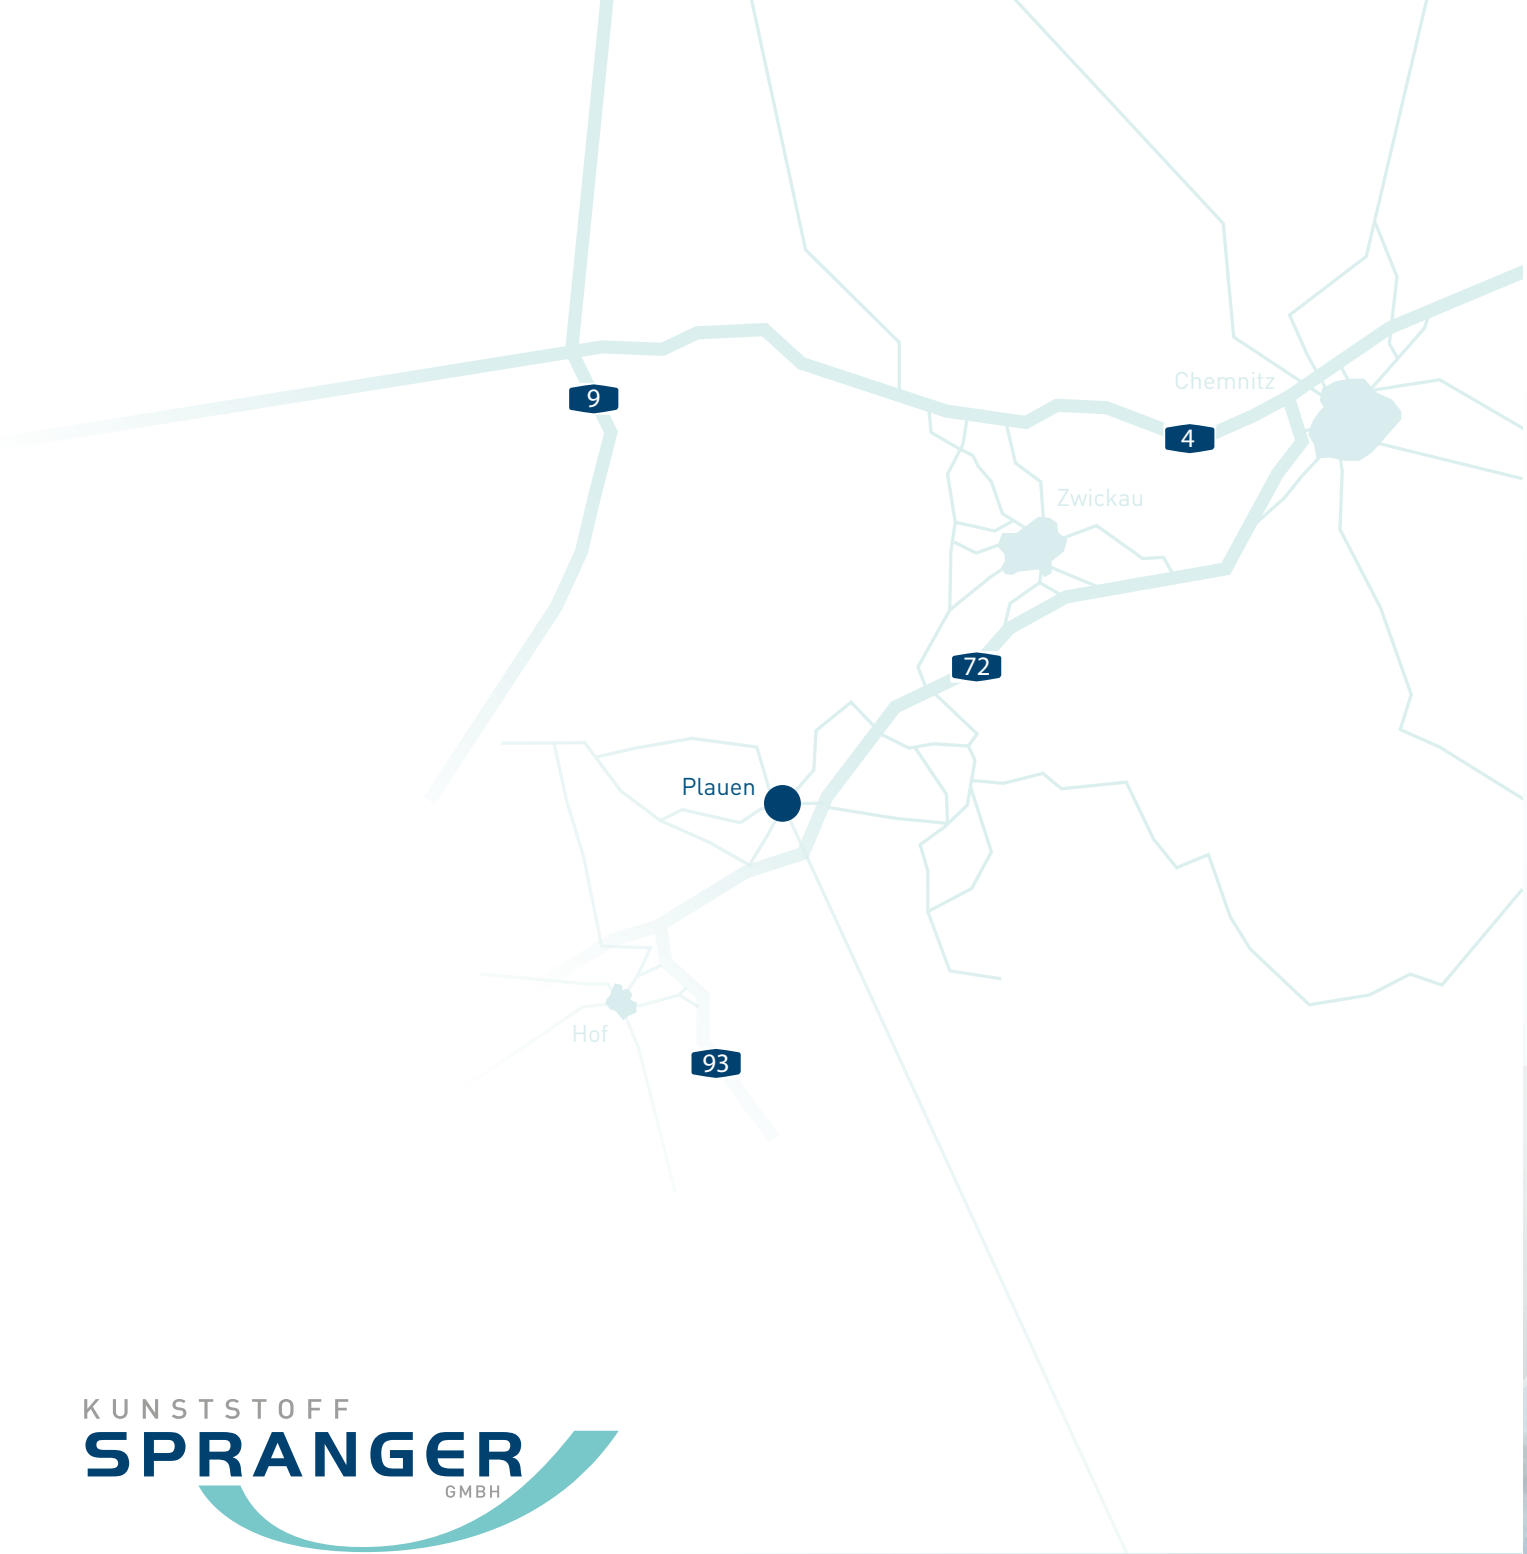 Chemnitz
9
4
Zwickau
72
Plauen
Hof
93
KUNSTSTOFF
SPRANGER
GMBH